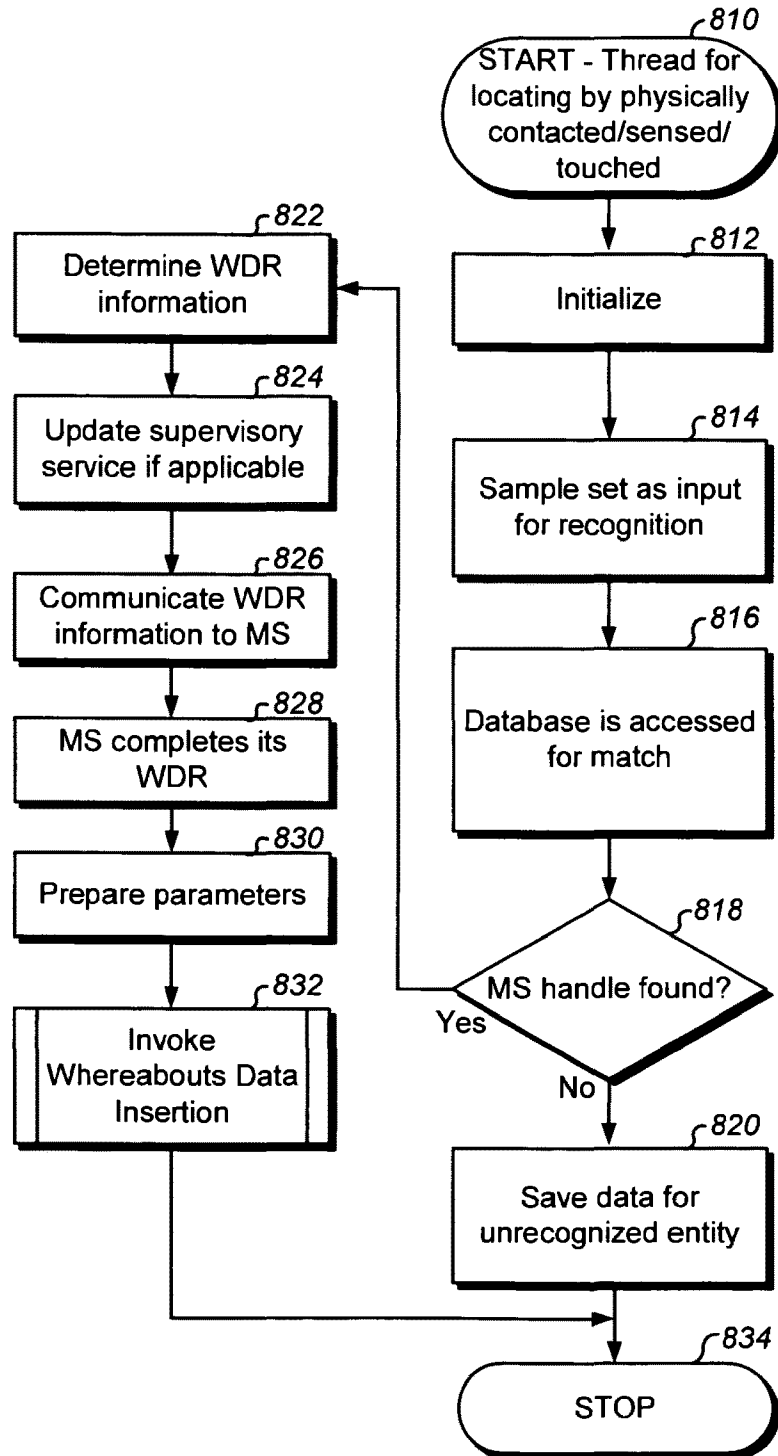 810
START - Thread for
locating by physically
contacted/sensed/
touched
812
Initialize
814
Sample set as input
for recognition
816
Database is accessed
for match
818
MS handle found?
Yes
No
820
Save data for
unrecognized entity
822
Determine WDR
information
824
Update supervisory
service if applicable
826
Communicate WDR
information to MS
828
MS completes its
WDR
830
Prepare parameters
832
Invoke
Whereabouts Data
Insertion
834
STOP